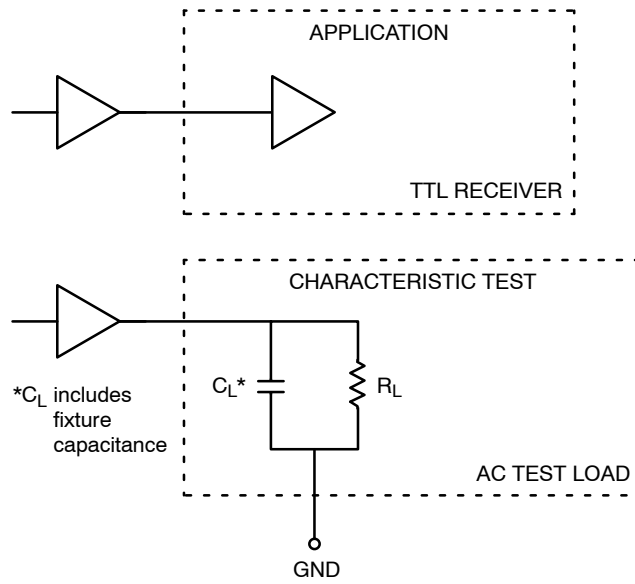 APPLICATION
TTL RECEIVER
CHARACTERISTIC TEST
*CL includes
fixture
capacitance
CL*
RL
AC TEST LOAD
GND